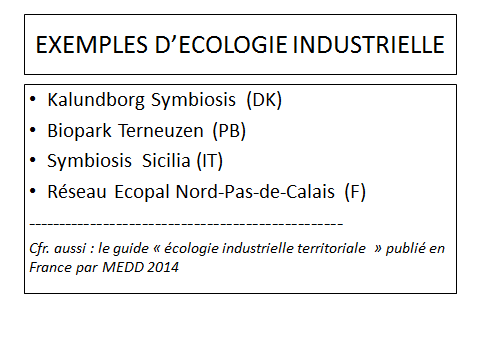 EXEMPLES D’ECOLOGIE INDUSTRIELLE
• Kalundborg Symbiosis (DK)
• Biopark Terneuzen (PB)
• Symbiosis Sicilia (IT)
• Réseau Ecopal Nord-Pas-de-Calais (F)
--------------------------------------------------
Cfr. aussi : le guide « écologie industrielle territoriale » publié en
France par MEDD 2014